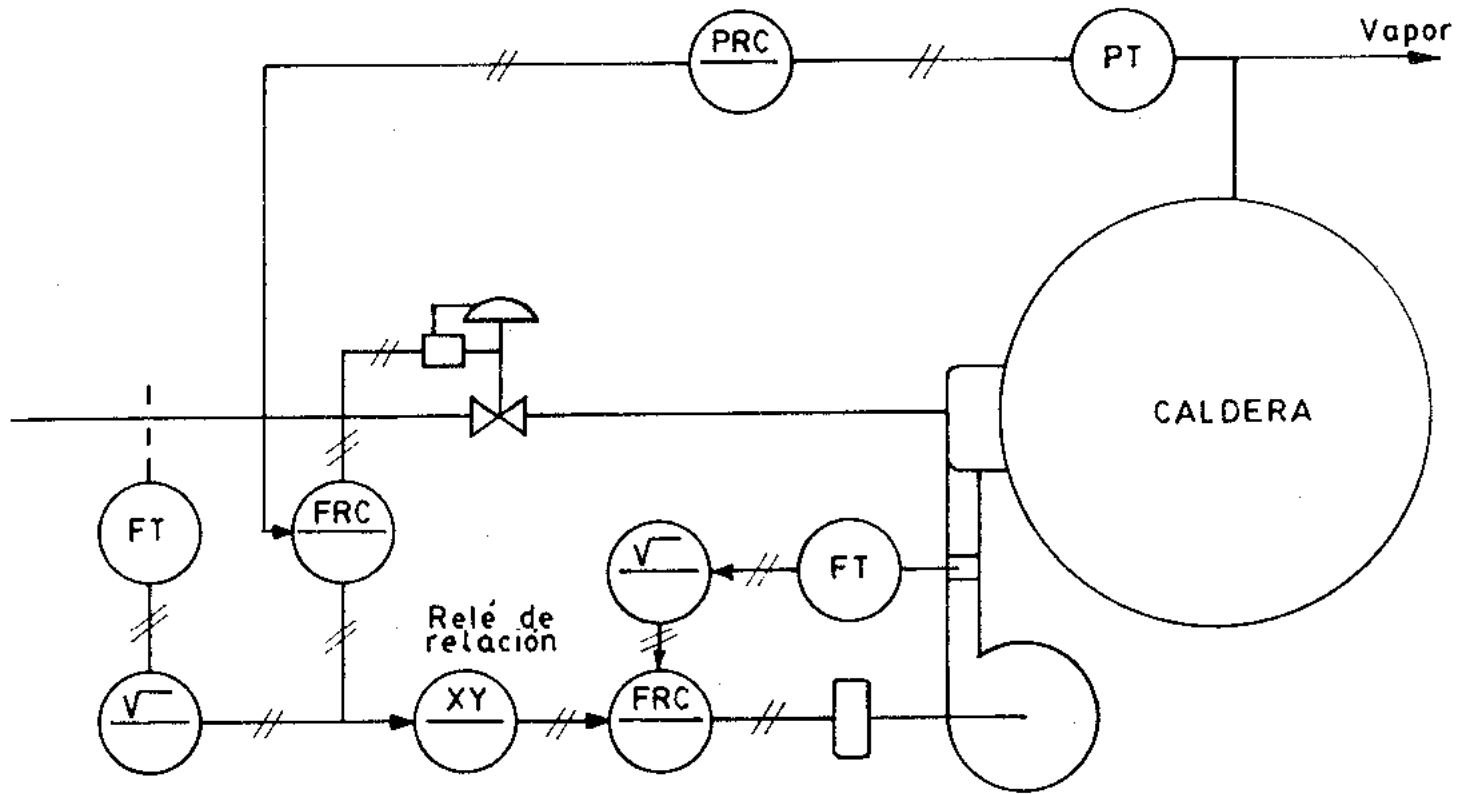 Vapor
PRC
PT
CALDERA
FT
FRC
√
FT
Relé de
relación
√
XY
FRC